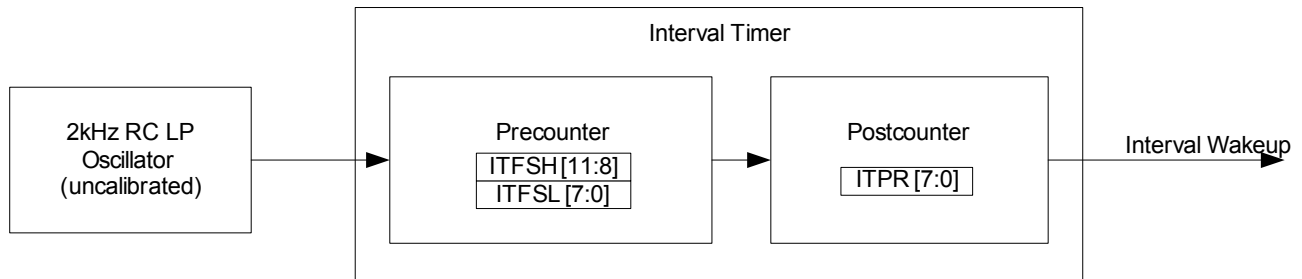 Interval Timer
2kHz RC LP
Oscillator
(uncalibrated)
Precounter
ITFSH [11:8]
ITFSL [7:0]
Postcounter
ITPR [7:0]
Interval Wakeup